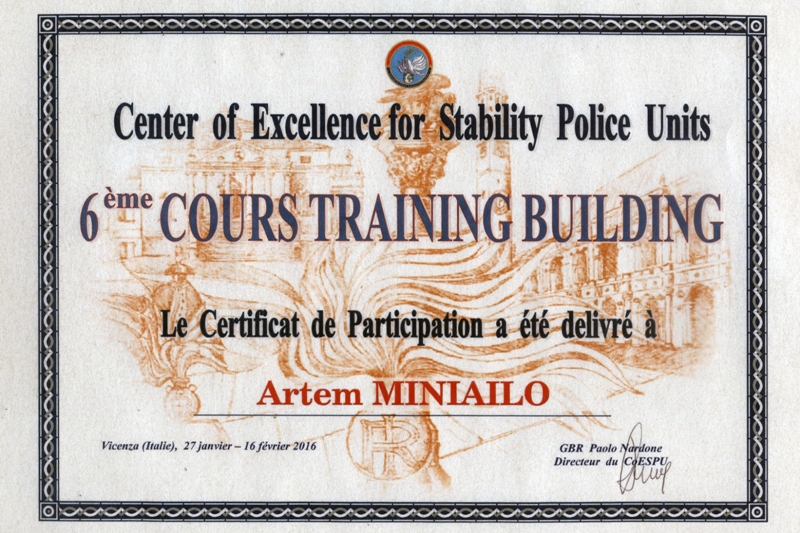 Center of Excellence for Stability Police Units
6ème COURS TRAINING BUILDING
Le Certificat de Participation a été delivré à
Artem MINIAILO
Vicenza (Italie), 27 janvier – 16 février 2016
GBR Paolo Nardone
Directeur du CoESPU